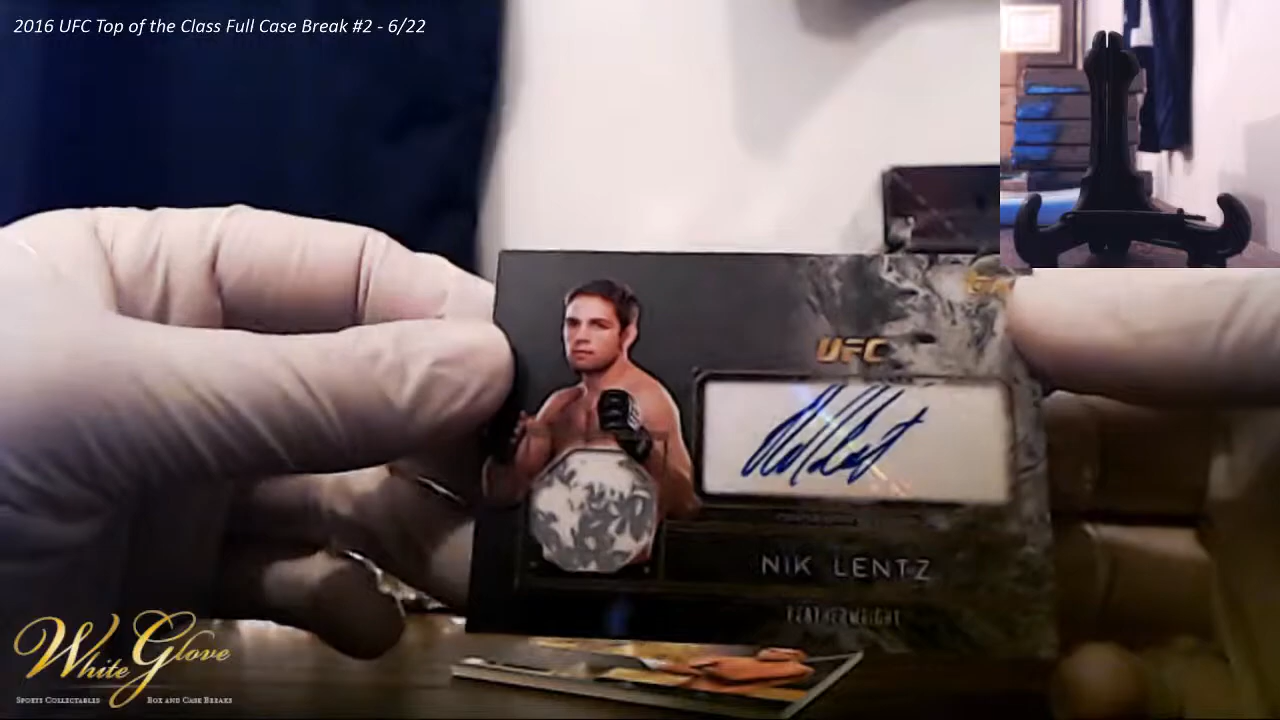 2016 UFC Top of the Class Full Case Break #2 - 6/22
UFC
NIK LENTZ
FEATHERWEIGHT
White Glove
SPORTS COLLECTABLES BOX AND CASE BREAKS